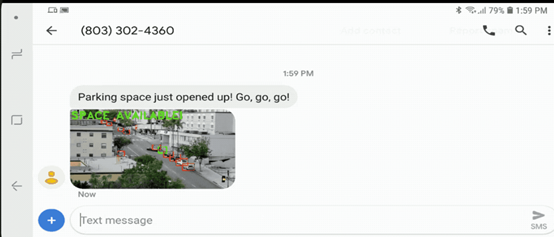 79% 1:59 PM
(803) 302-4360
1:59 PM
Parking space just opened up! Go, go, go!
SPACE AVAILABLE!
Now
Text message
SMS